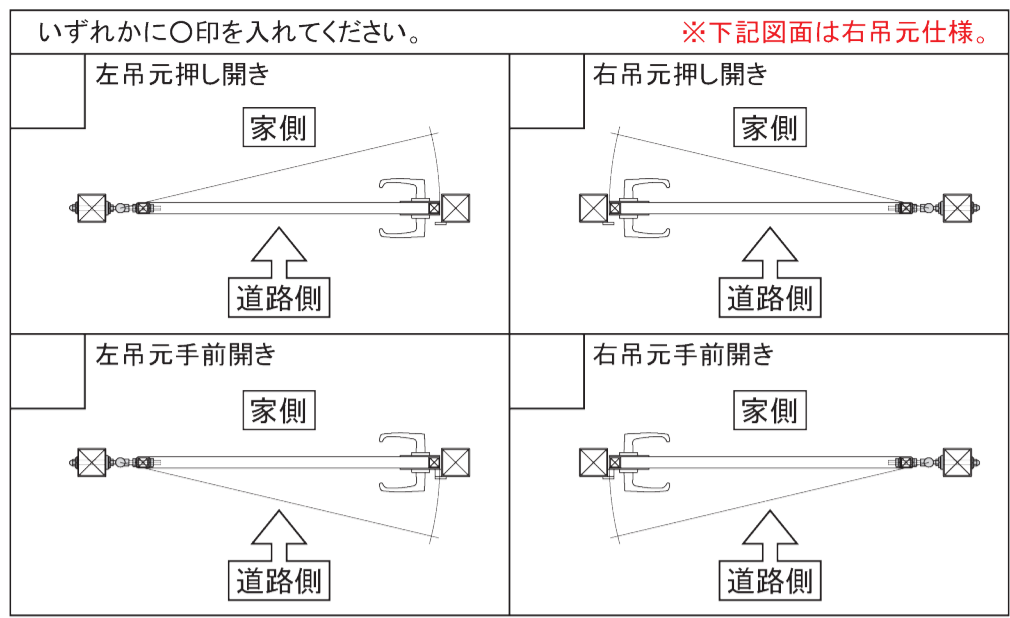 いずれかに〇印を入れてください。
※下記図面は右吊元仕様。
左吊元押し開き
家側
道路側
右吊元押し開き
家側
道路側
左吊元手前開き
家側
道路側
右吊元手前開き
家側
道路側